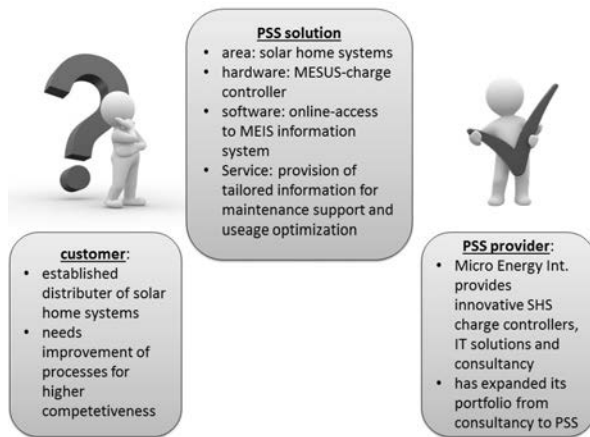 PSS solution
• area: solar home systems
• hardware: MESUS-charge
controller
• software: online-access
to MEIS information
system
• Service: provision of
tailored information for
maintenance support and
useage optimization
customer:
• established
distributer of solar
home systems
• needs
improvement of
processes for
higher
competetiveness
PSS provider:
• Micro Energy Int.
provides
innovative SHS
charge controllers,
IT solutions and
consultancy
• has expanded its
portfolio from
consultancy to PSS